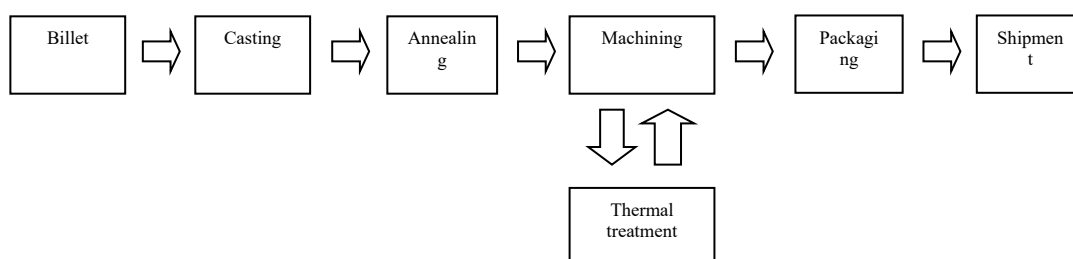 Billet
Casting
Annealin
g
Machining
Packagi
ng
Shipmen
t
Thermal
treatment